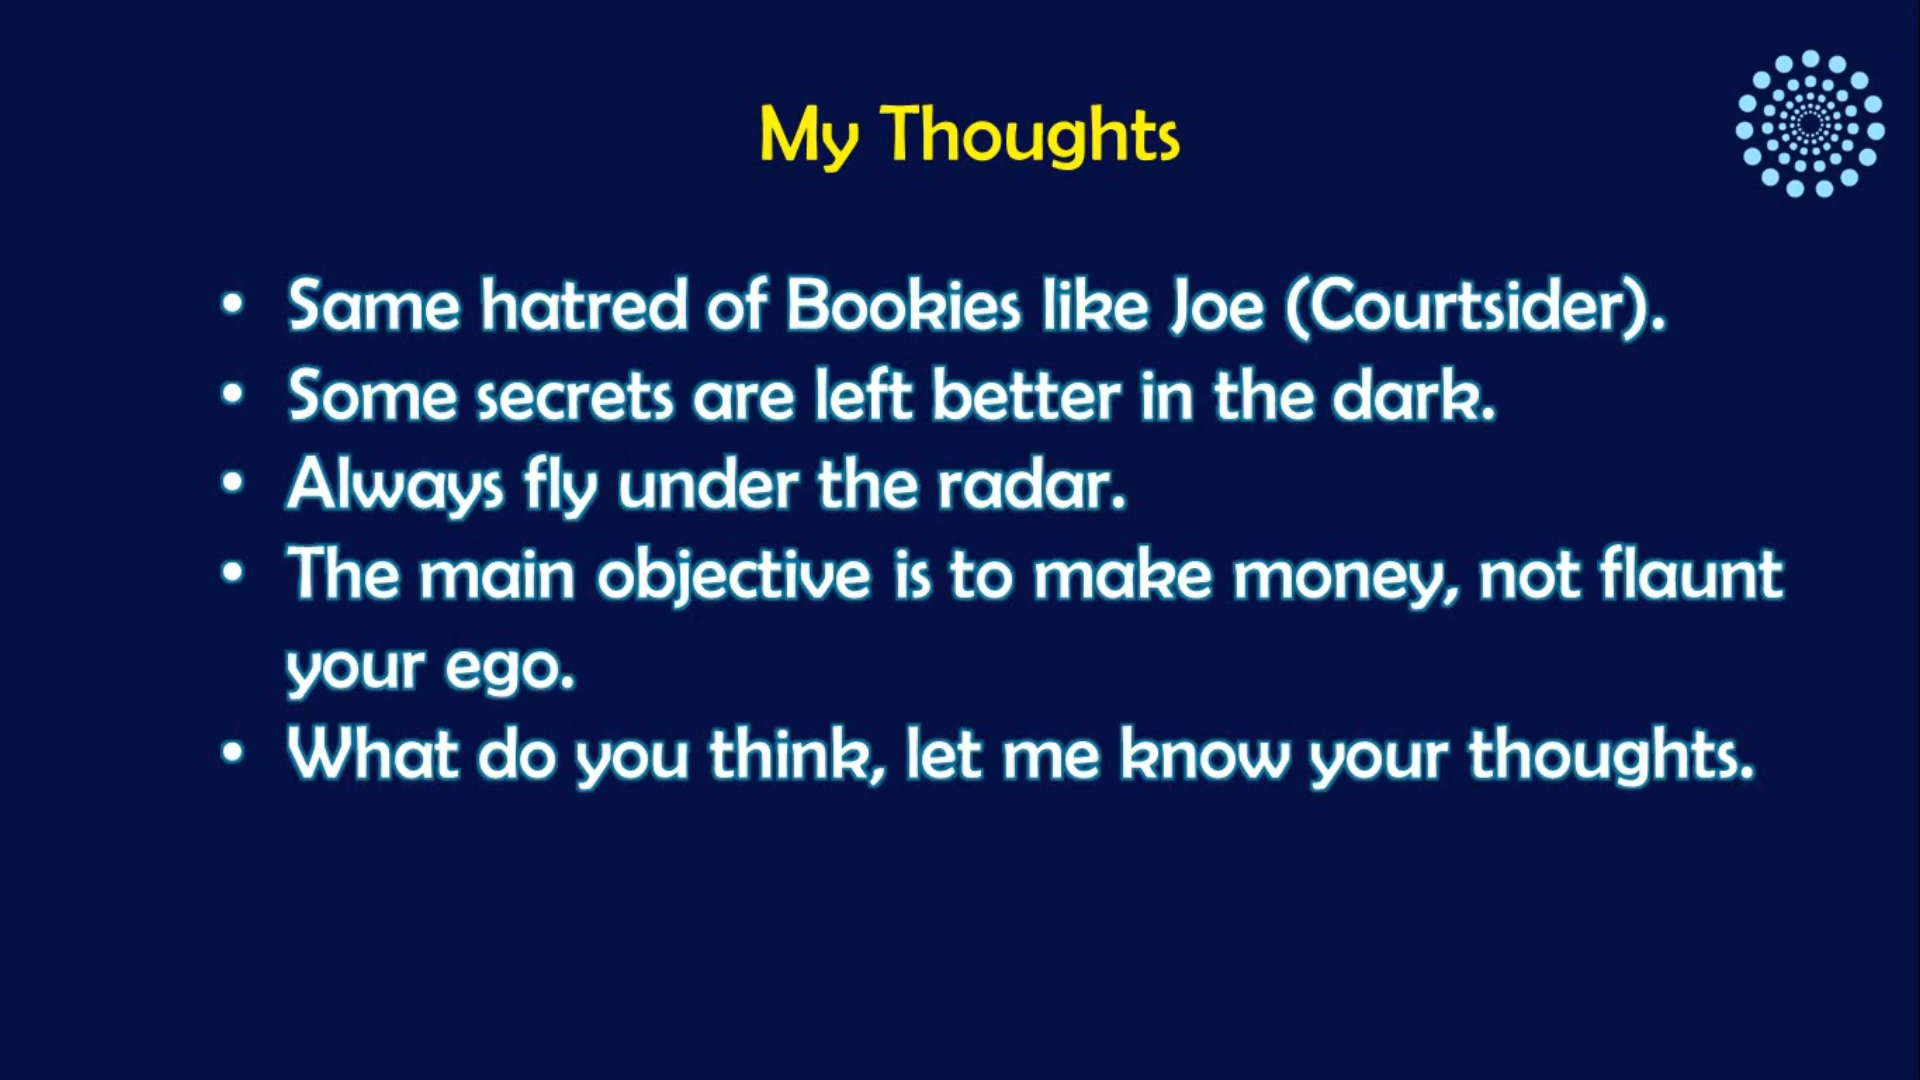 My Thoughts
• Same hatred of Bookies like Joe (Courtsider).
• Some secrets are left better in the dark.
• Always fly under the radar.
• The main objective is to make money, not flaunt
your ego.
• What do you think, let me know your thoughts.